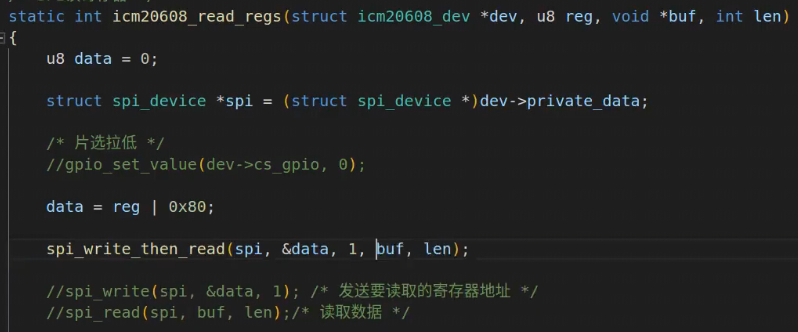 static int icm20608_read_regs(struct icm20608_dev *dev, u8 reg, void *buf, int len)
{
u8 data = 0;
struct spi_device *spi = (struct spi_device *)dev->private_data;
/* 片选拉低 */
//gpio_set_value(dev->cs_gpio, 0);
data = reg | 0x80;
spi_write_then_read(spi, &data, 1, buf, len);
//spi_write(spi, &data, 1); /* 发送要读取的寄存器地址 */
//spi_read(spi, buf, len);/* 读取数据 */